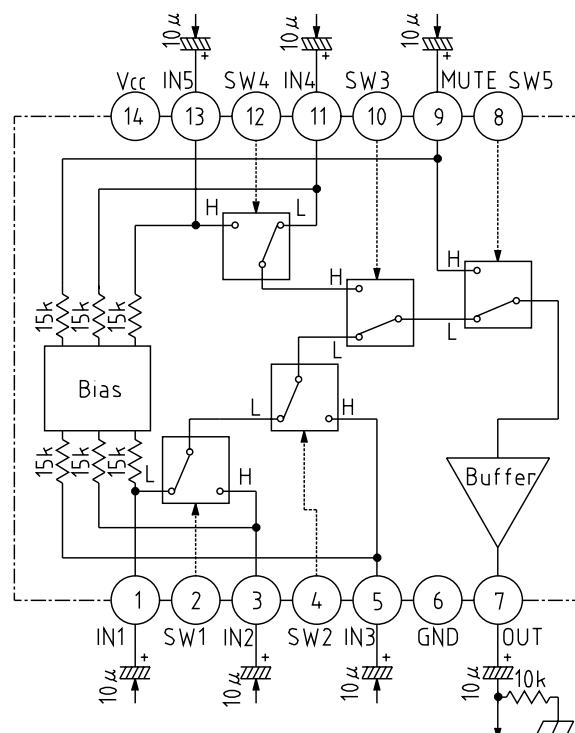 10μ 10μ 10μ
Vcc IN5 SW4 IN4 SW3 MUTE SW5
14 13 12 11 10 9 8
H L
H
H
L
L
15k 15k 15k
Bias
L H
15k 15k 15k
L H
Buffer
1 2 3 4 5 6 7
IN1 SW1 IN2 SW2 IN3 GND OUT
10μ 10μ 10μ 10μ 10k